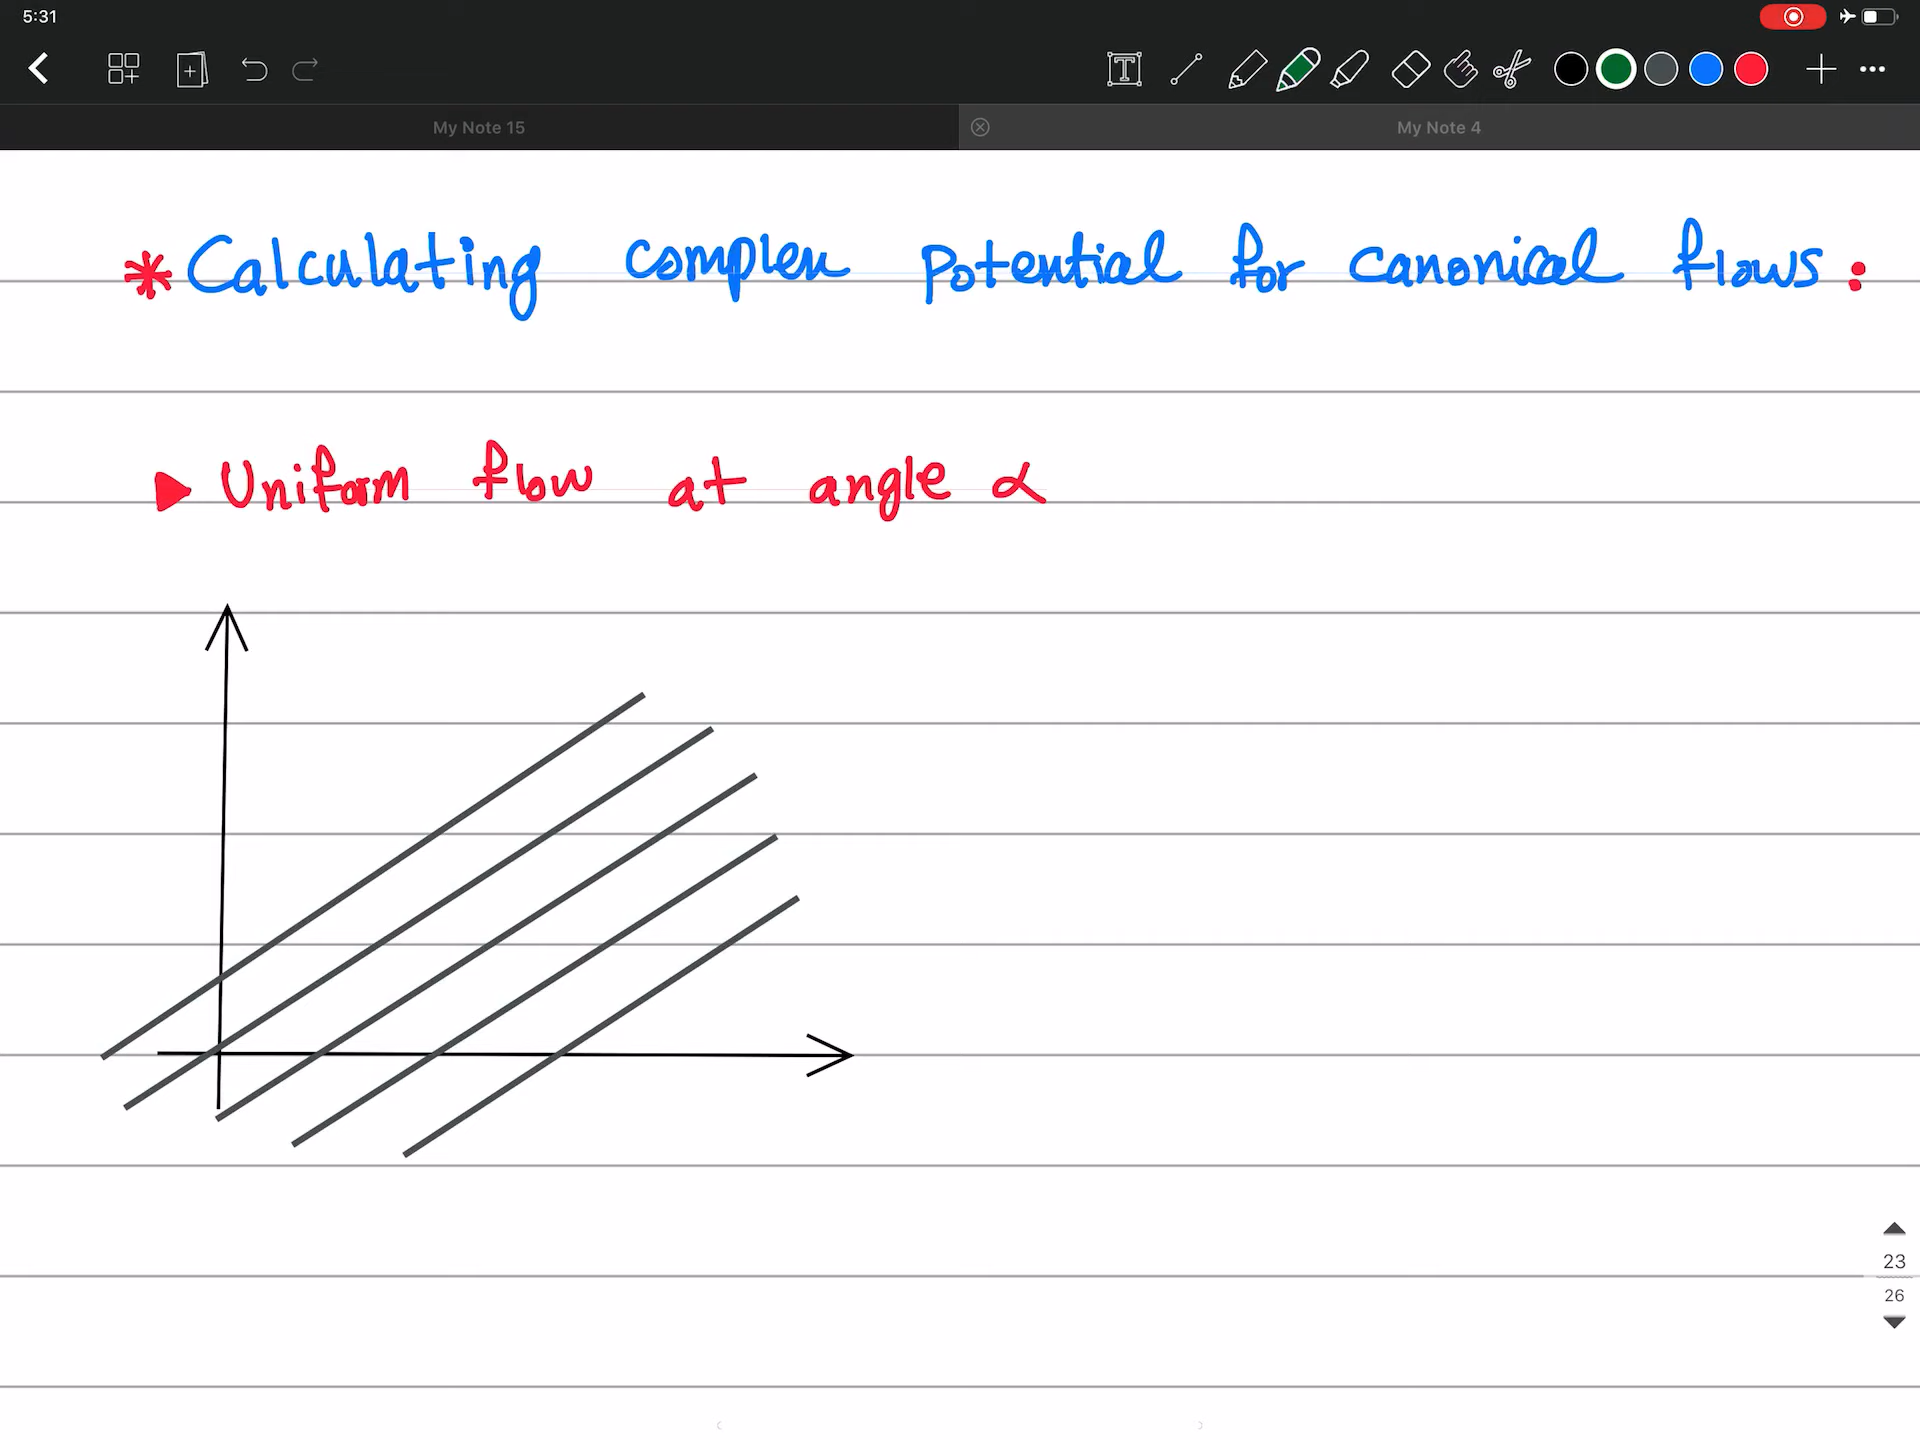 5:31
My Note 15
My Note 4
* Calculating complex potential for canonical flows :
▶ Uniform flow at angle α
23
26